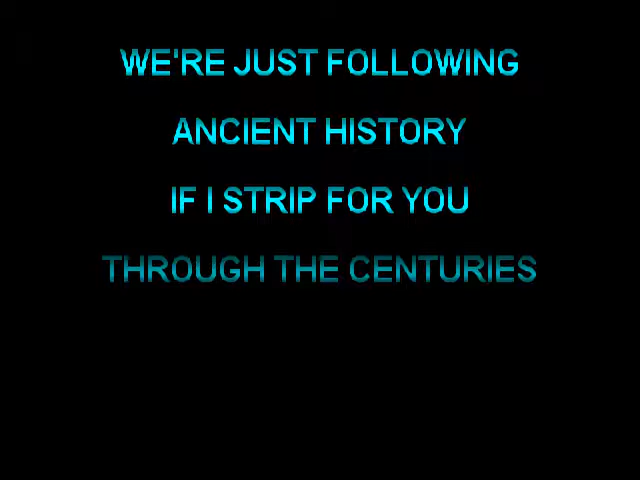 WE'RE JUST FOLLOWING
ANCIENT HISTORY
IF I STRIP FOR YOU
THROUGH THE CENTURIES